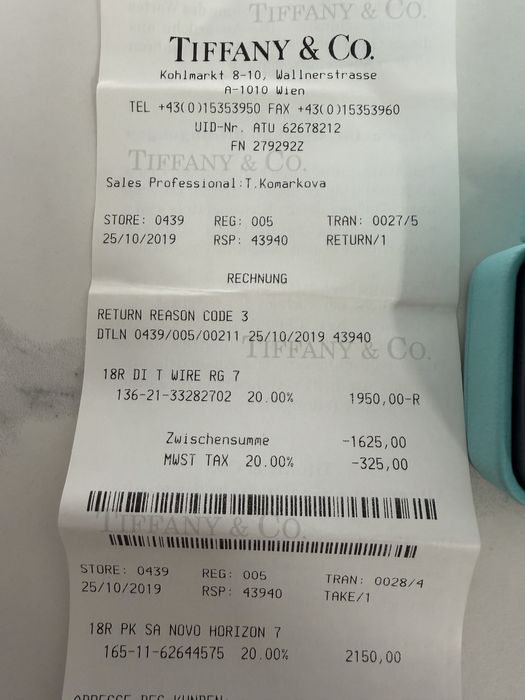 TIFFANY & CO.
TIFFANY & CO.
Kohlmarkt 8-10, Wallnerstrasse
A-1010 Wien
TEL +43(0)15353950 FAX +43(0)15353960
UID-Nr. ATU 62678212
FN 279292Z
TIFFANY & CO.
Sales Professional:T.Komarkova
STORE: 0439 REG: 005 TRAN: 0027/5
25/10/2019 RSP: 43940 RETURN/1
RECHNUNG
RETURN REASON CODE 3
DTLN 0439/005/00211 25/10/2019 43940
TIFFANY & CO.
18R DI T WIRE RG 7
136-21-33282702 20.00% 1950,00-R
Zwischensumme -1625,00
MWST TAX 20.00% -325,00
TIFFANY & CO.
STORE: 0439 REG: 005 TRAN: 0028/4
25/10/2019 RSP: 43940 TAKE/1
18R PK SA NOVO HORIZON 7
165-11-62644575 20.00% 2150,00